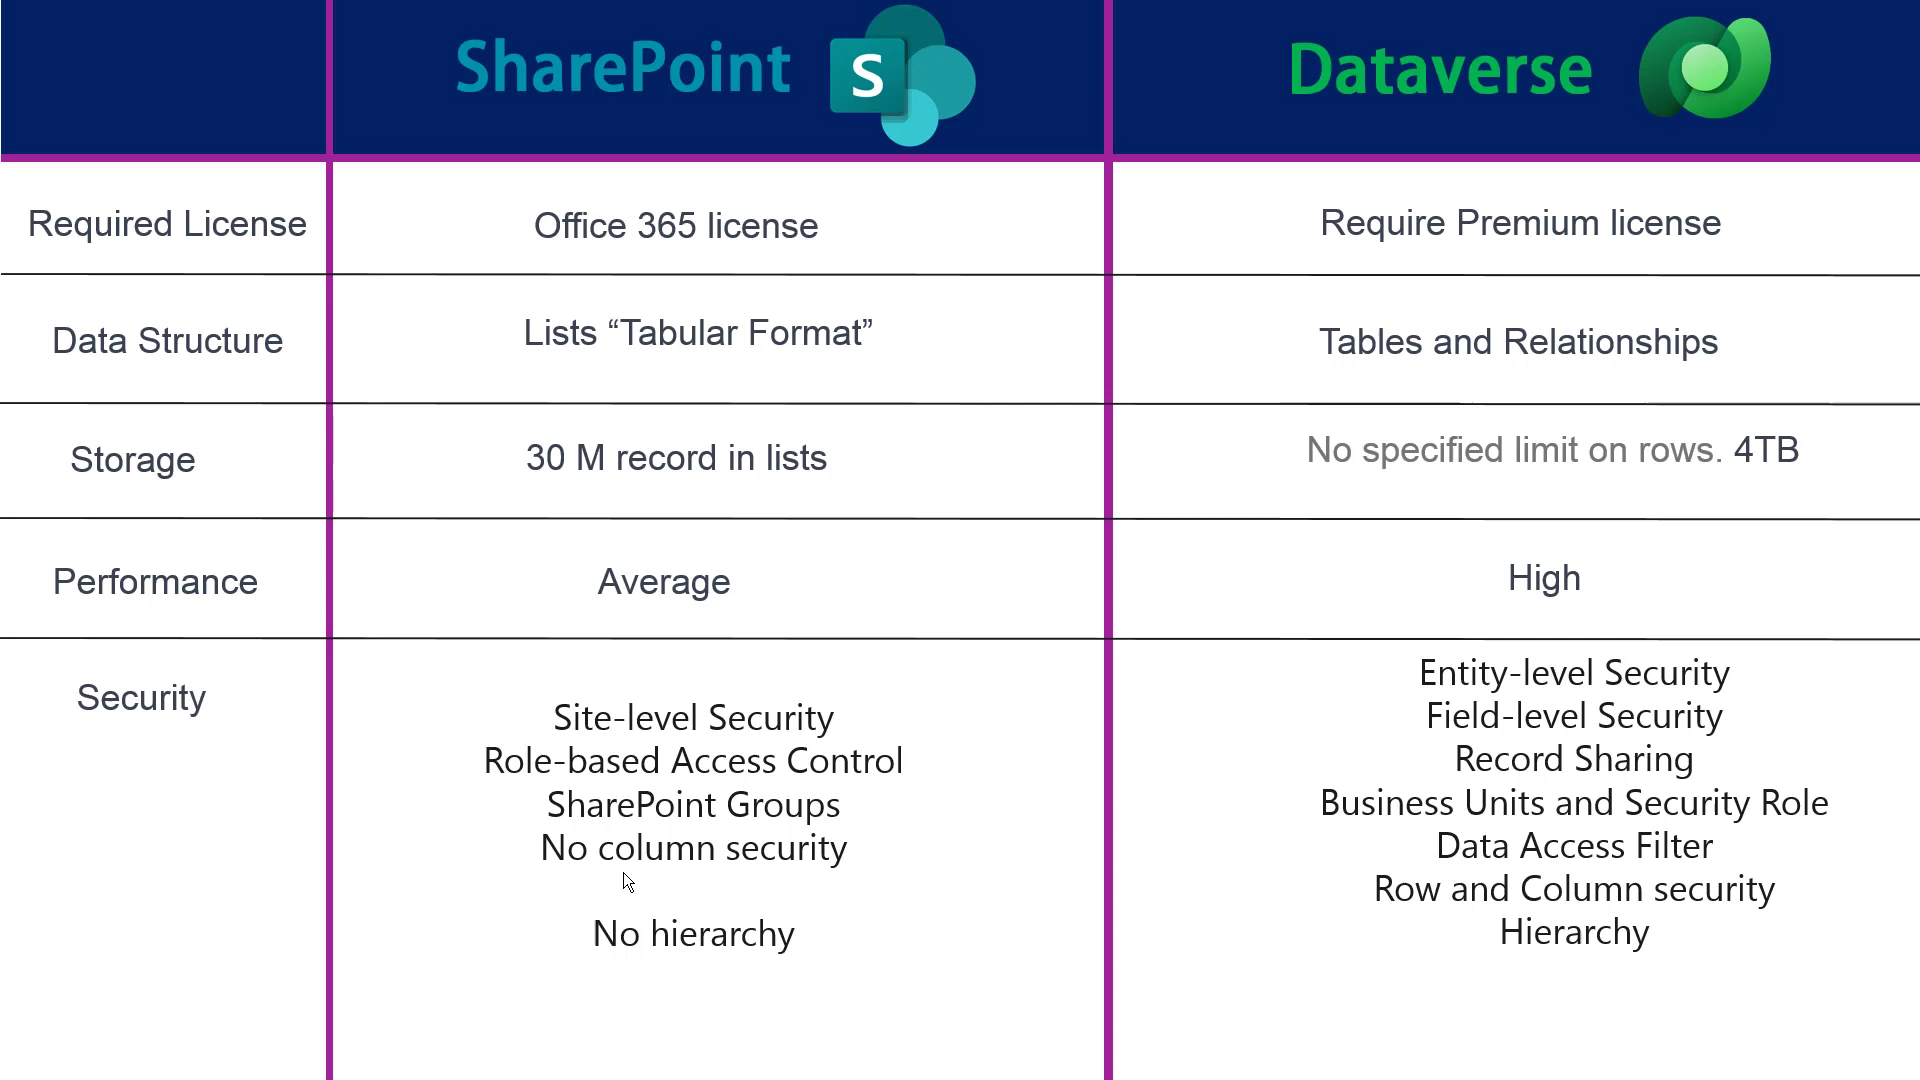 SharePoint S Dataverse
Required License Office 365 license Require Premium license
Data Structure Lists “Tabular Format” Tables and Relationships
Storage 30 M record in lists No specified limit on rows. 4TB
Performance Average High
Security
Site-level Security
Role-based Access Control
SharePoint Groups
No column security
No hierarchy
Entity-level Security
Field-level Security
Record Sharing
Business Units and Security Role
Data Access Filter
Row and Column security
Hierarchy